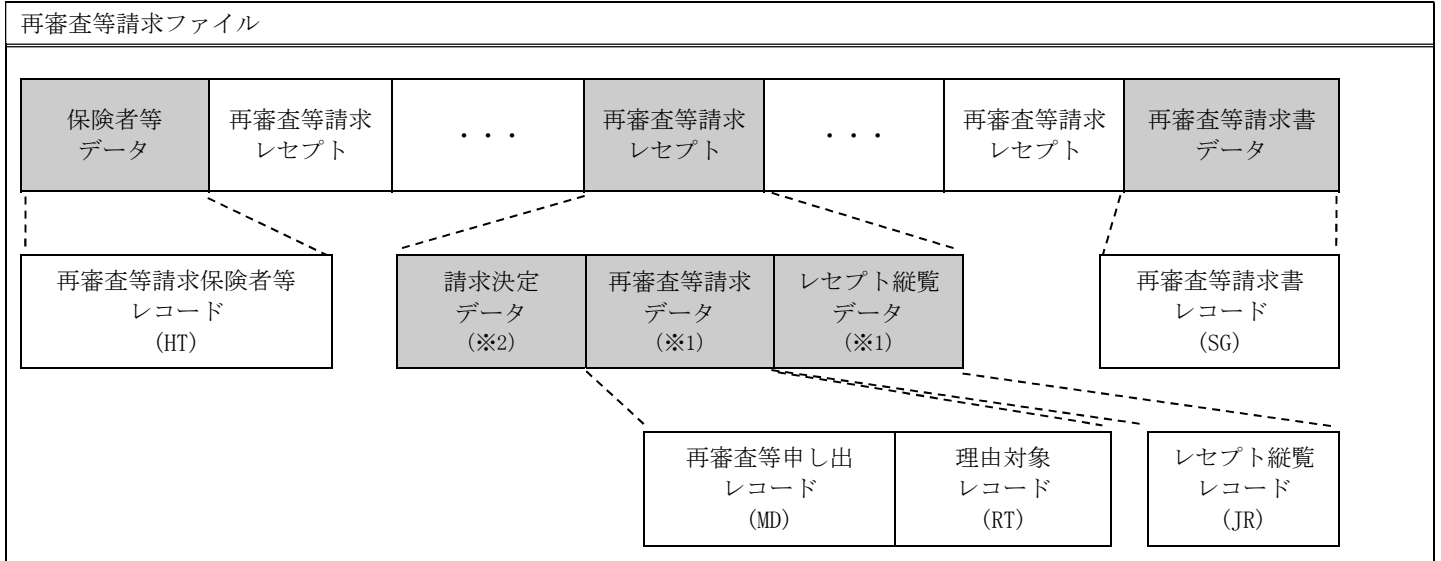 再審査等請求ファイル
保険者等
データ
再審査等請求
レセプト
・・・
再審査等請求
レセプト
・・・
再審査等請求
レセプト
再審査等請求書
データ
再審査等請求保険者等
レコード
(HT)
請求決定
データ
(※2)
再審査等請求
データ
(※1)
レセプト縦覧
データ
(※1)
再審査等請求書
レコード
(SG)
再審査等申し出
レコード
(MD)
理由対象
レコード
(RT)
レセプト縦覧
レコード
(JR)